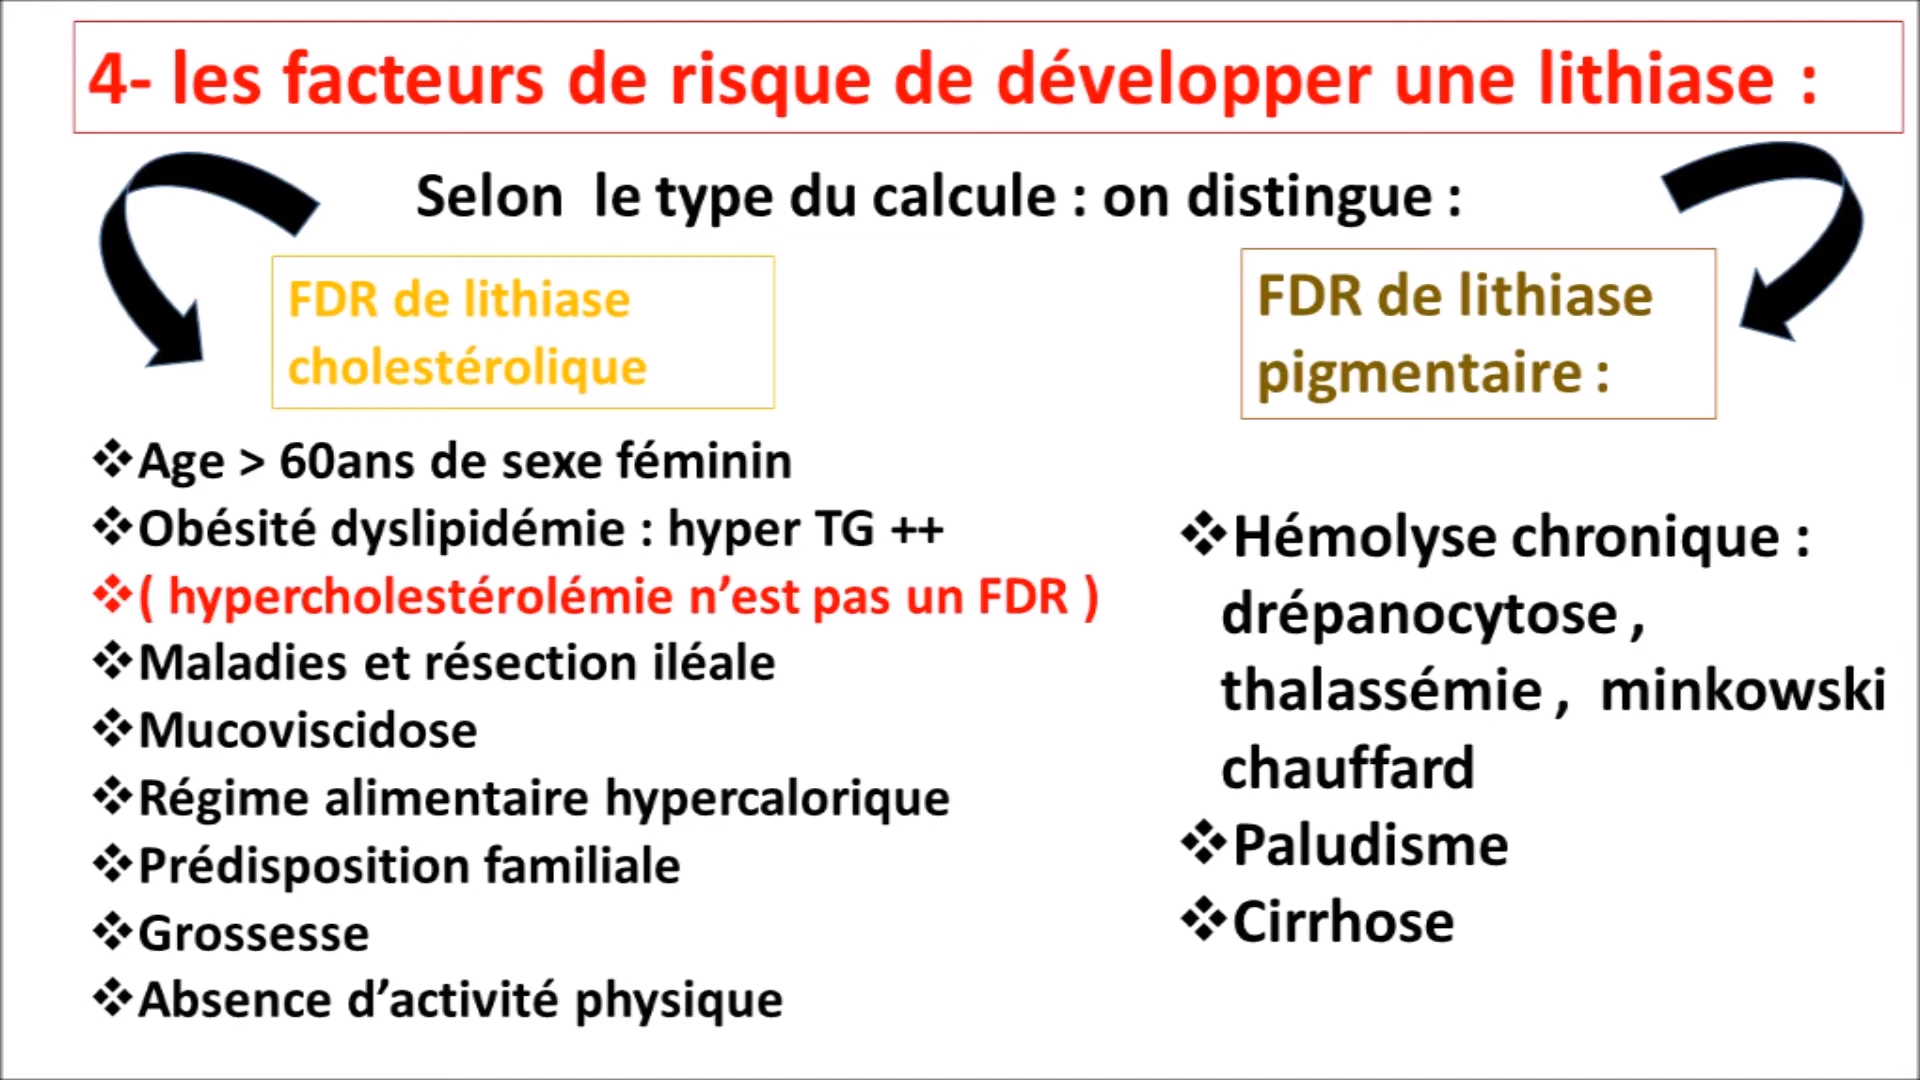 4- les facteurs de risque de développer une lithiase :
Selon le type du calcule : on distingue :
FDR de lithiase
cholestérolique
❖Age > 60ans de sexe féminin
❖Obésité dyslipidémie : hyper TG ++
❖( hypercholestérolémie n’est pas un FDR )
❖Maladies et résection iléale
❖Mucoviscidose
❖Régime alimentaire hypercalorique
❖Prédisposition familiale
❖Grossesse
❖Absence d’activité physique
FDR de lithiase
pigmentaire :
❖Hémolyse chronique :
drépanocytose ,
thalassémie , minkowski
chauffard
❖Paludisme
❖Cirrhose